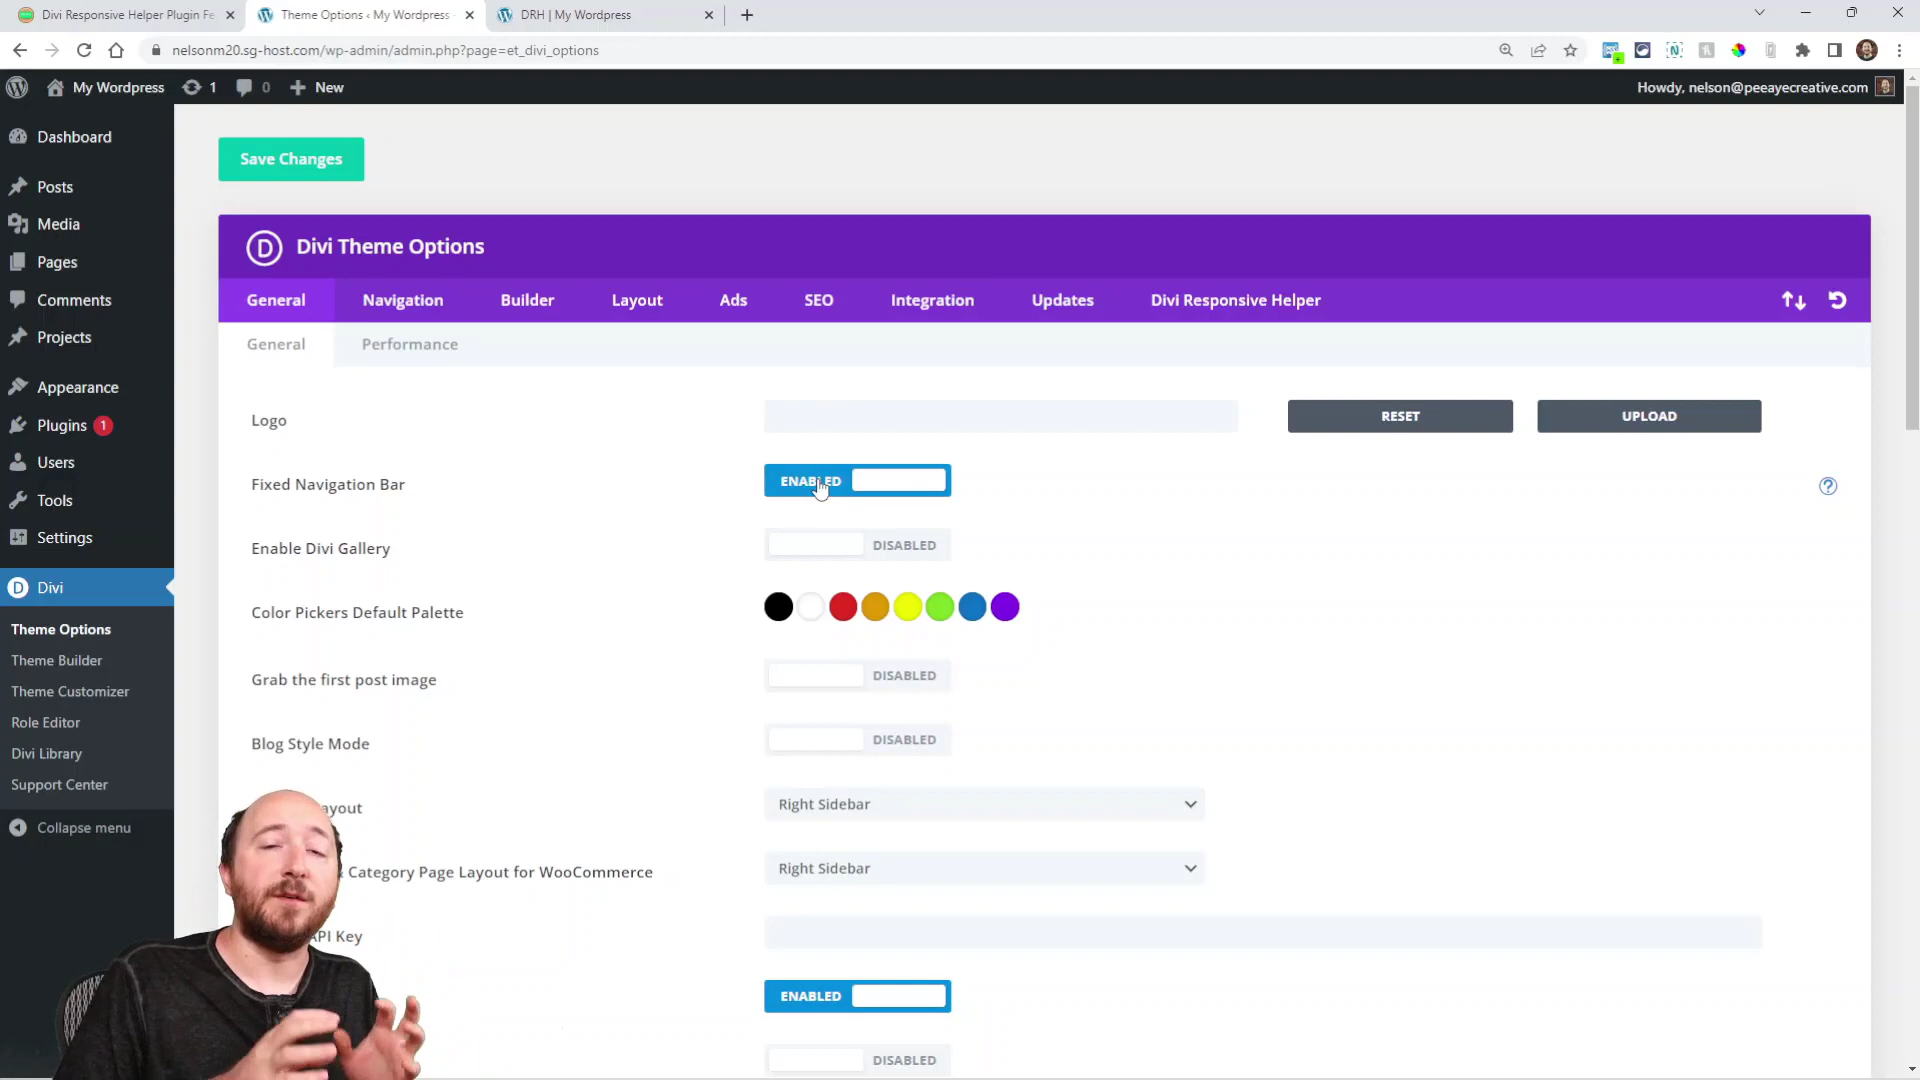 Divi Responsive Helper Plugin Fe
Theme Options ‹ My Wordpress
DRH | My Wordpress
nelsonm20.sg-host.com/wp-admin/admin.php?page=et_divi_options
My Wordpress
1
0
New
Howdy, nelson@peeayecreative.com
Dashboard
Posts
Media
Pages
Comments
Projects
Appearance
Plugins 1
Users
Tools
Settings
Divi
Theme Options
Theme Builder
Theme Customizer
Role Editor
Divi Library
Support Center
Collapse menu
Save Changes
D Divi Theme Options
General Navigation Builder Layout Ads SEO Integration Updates Divi Responsive Helper
General Performance
Logo RESET UPLOAD
Fixed Navigation Bar ENABLED
Enable Divi Gallery DISABLED
Color Pickers Default Palette
Grab the first post image DISABLED
Blog Style Mode DISABLED
Right Sidebar
Category Page Layout for WooCommerce Right Sidebar
API Key
ENABLED
DISABLED